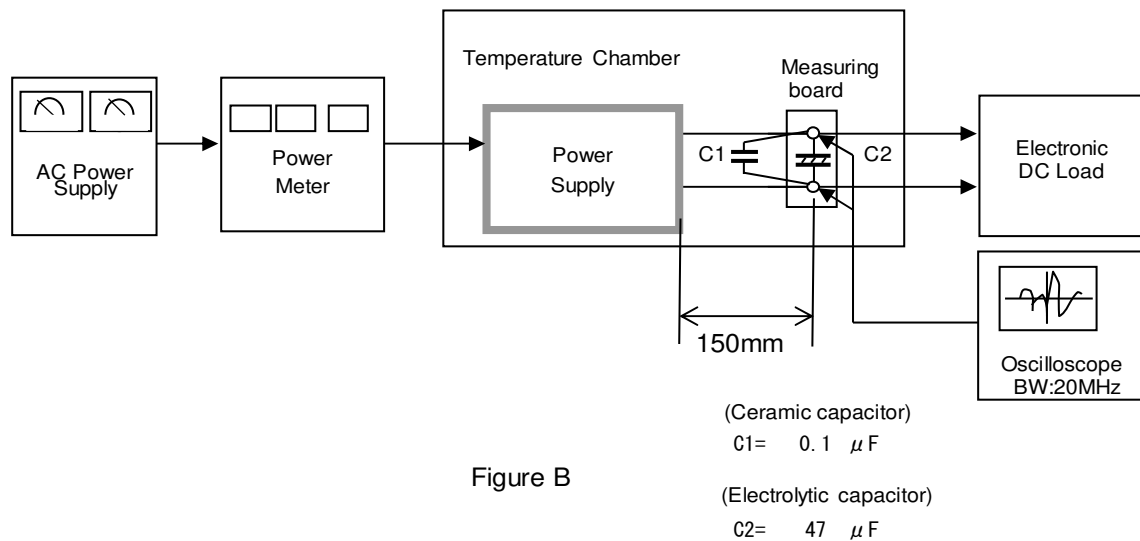 Temperature Chamber
Measuring
board
AC Power
Supply
Power
Meter
Power
Supply
C1
C2
Electronic
DC Load
150mm
Oscilloscope
BW:20MHz
(Ceramic capacitor)
C1= 0.1 μF
Figure B
(Electrolytic capacitor)
C2= 47 μF